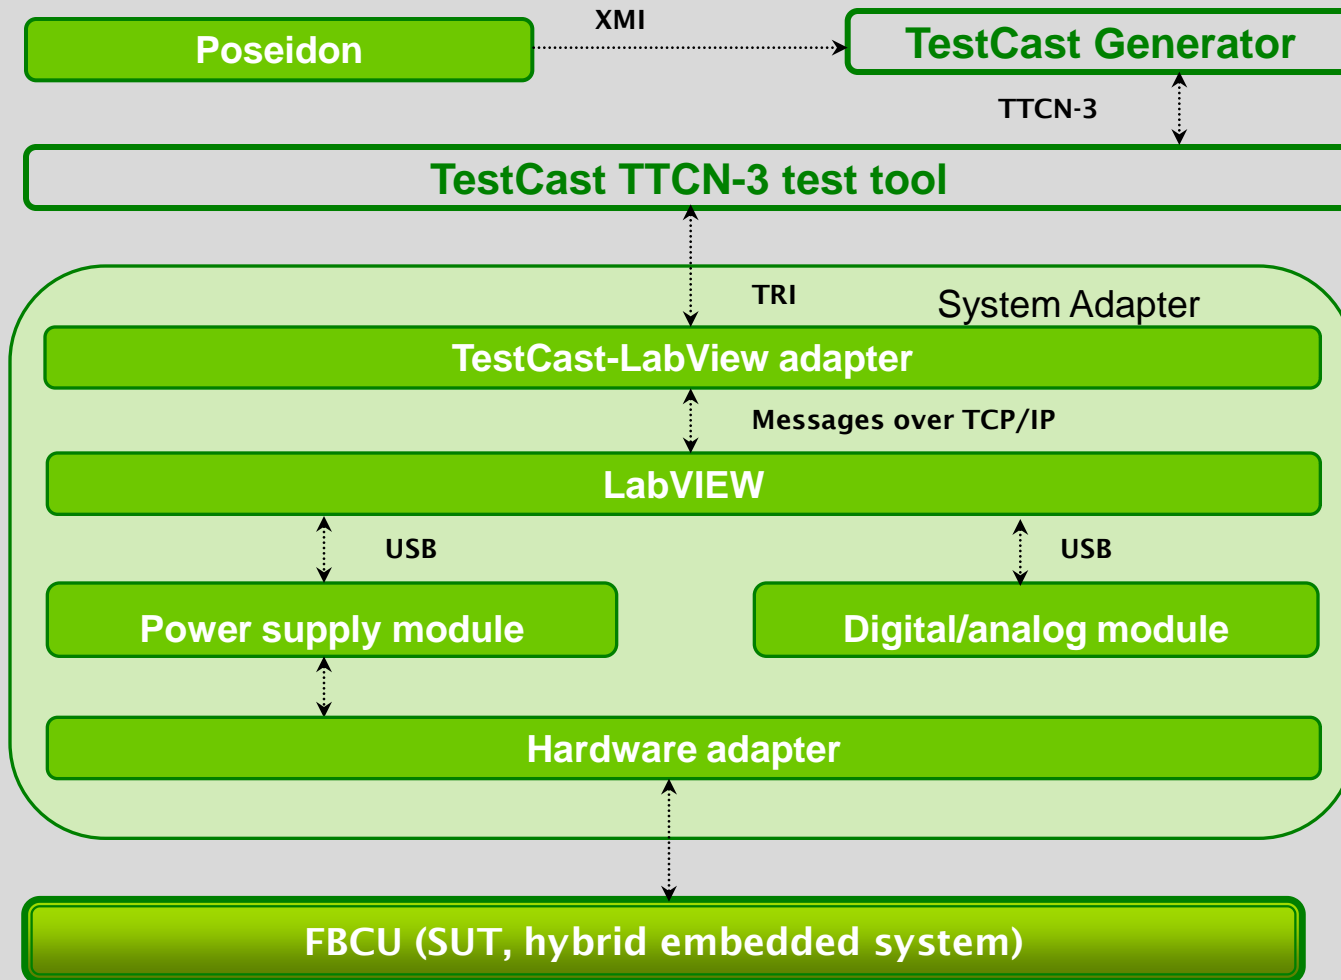 XMI
Poseidon
TestCast Generator
TTCN-3
TestCast TTCN-3 test tool
TRI
System Adapter
TestCast-LabView adapter
Messages over TCP/IP
LabVIEW
USB
USB
Power supply module
Digital/analog module
Hardware adapter
FBCU (SUT, hybrid embedded system)